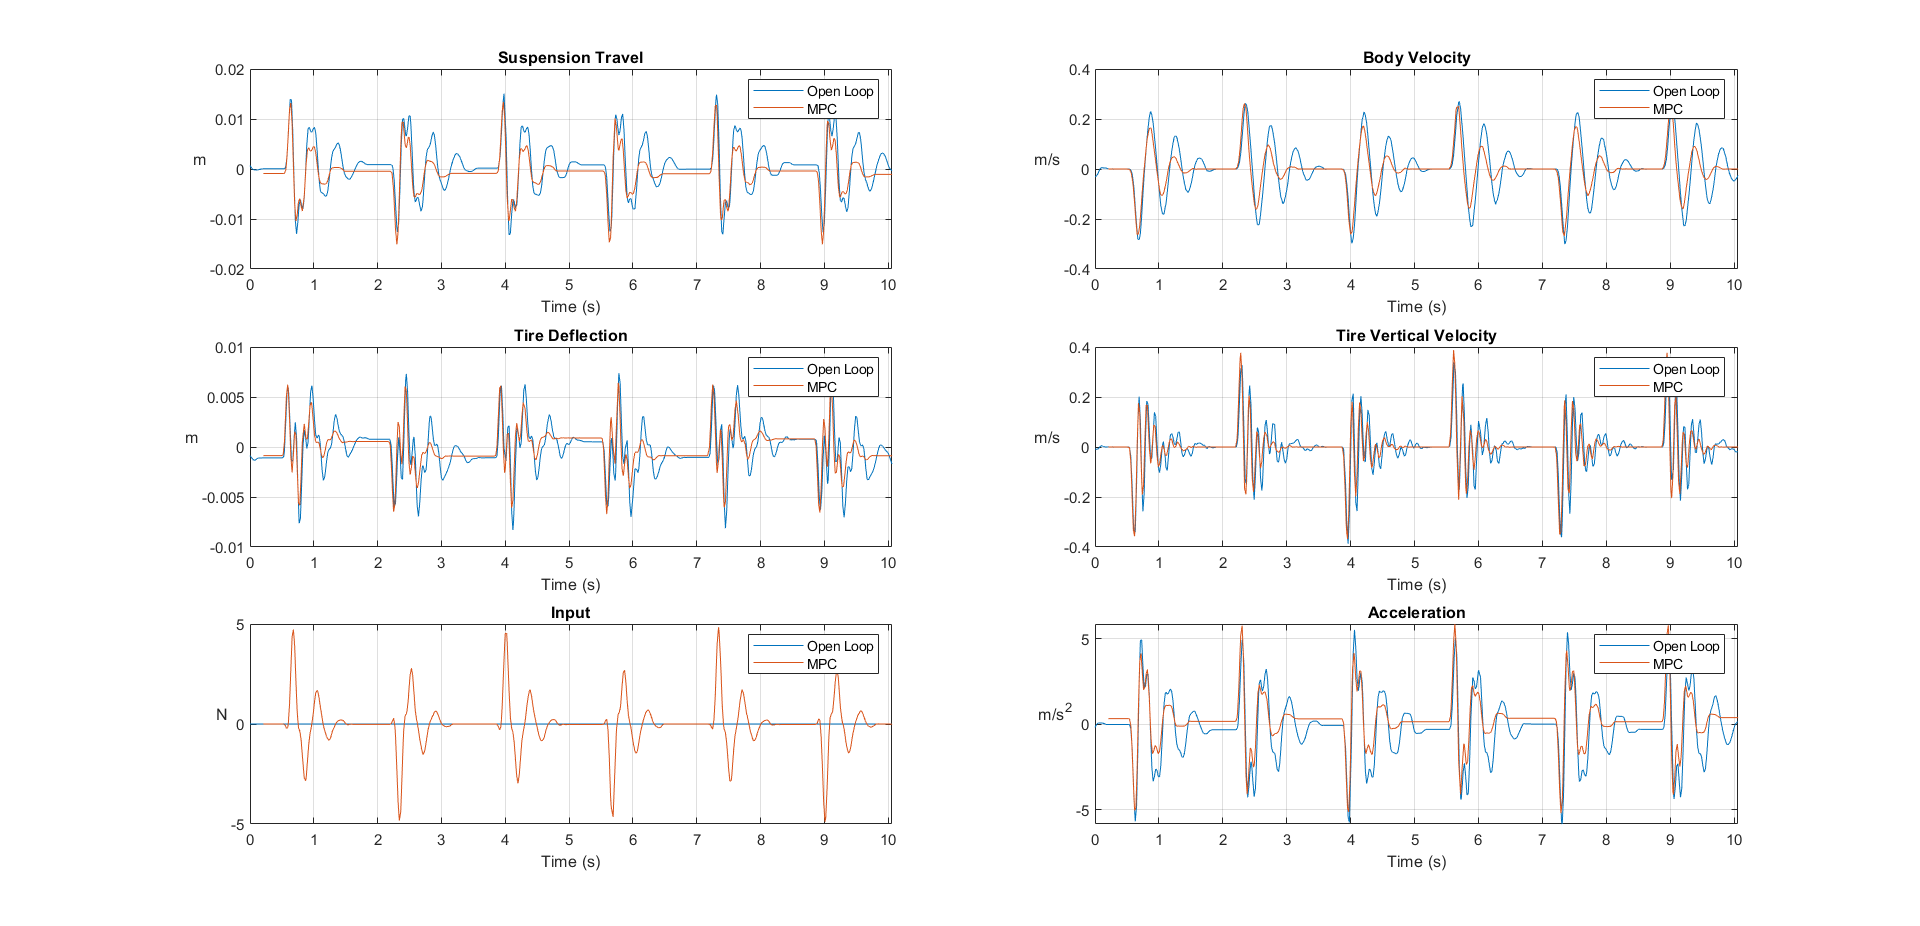 Suspension Travel
0.02
0.01
m
0
-0.01
-0.02
0 1 2 3 4 5 6 7 8 9 10
Time (s)
Open Loop
MPC
Body Velocity
0.4
0.2
m/s
0
-0.2
-0.4
0 1 2 3 4 5 6 7 8 9 10
Time (s)
Open Loop
MPC
Tire Deflection
0.01
0.005
m
0
-0.005
-0.01
0 1 2 3 4 5 6 7 8 9 10
Time (s)
Open Loop
MPC
Tire Vertical Velocity
0.4
0.2
m/s
0
-0.2
-0.4
0 1 2 3 4 5 6 7 8 9 10
Time (s)
Open Loop
MPC
Input
5
N
0
-5
0 1 2 3 4 5 6 7 8 9 10
Time (s)
Open Loop
MPC
Acceleration
5
m/s²
0
-5
0 1 2 3 4 5 6 7 8 9 10
Time (s)
Open Loop
MPC